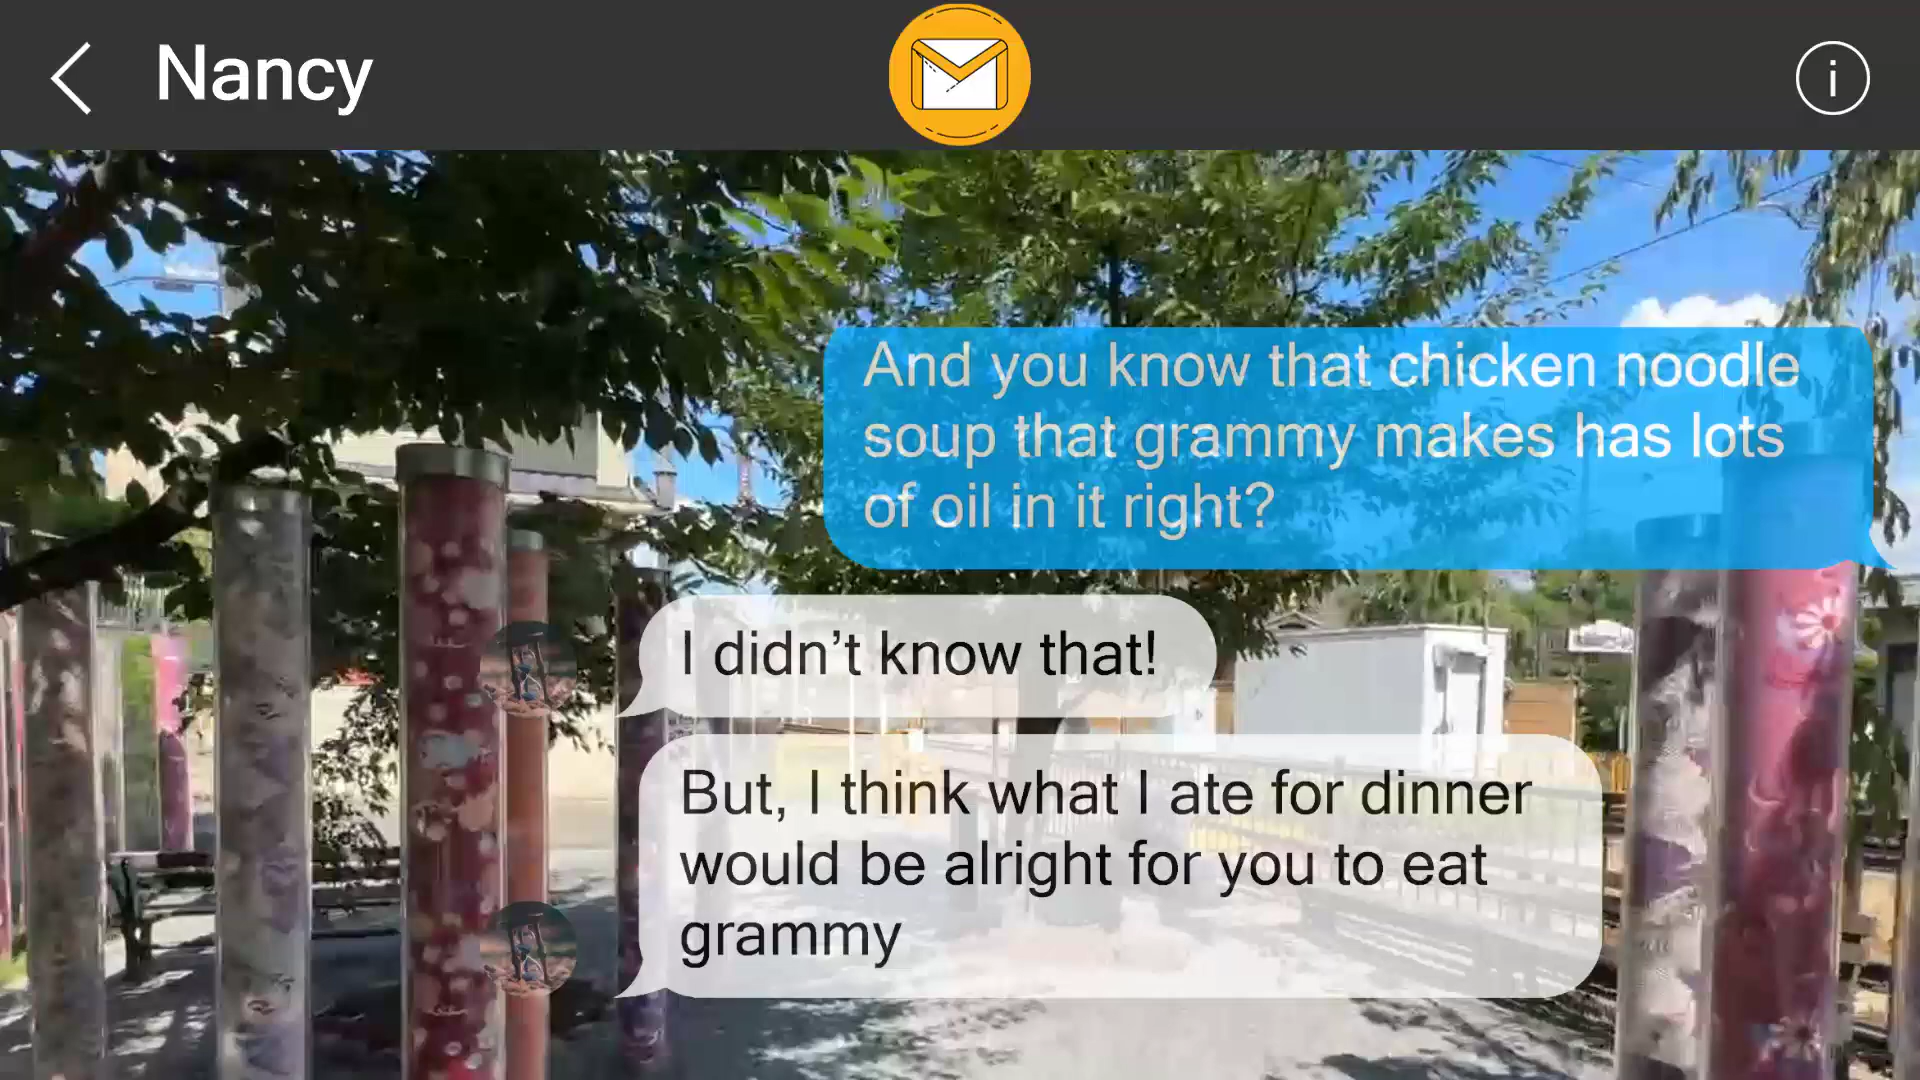 Nancy
And you know that chicken noodle
soup that grammy makes has lots
of oil in it right?
I didn’t know that!
But, I think what I ate for dinner
would be alright for you to eat
grammy